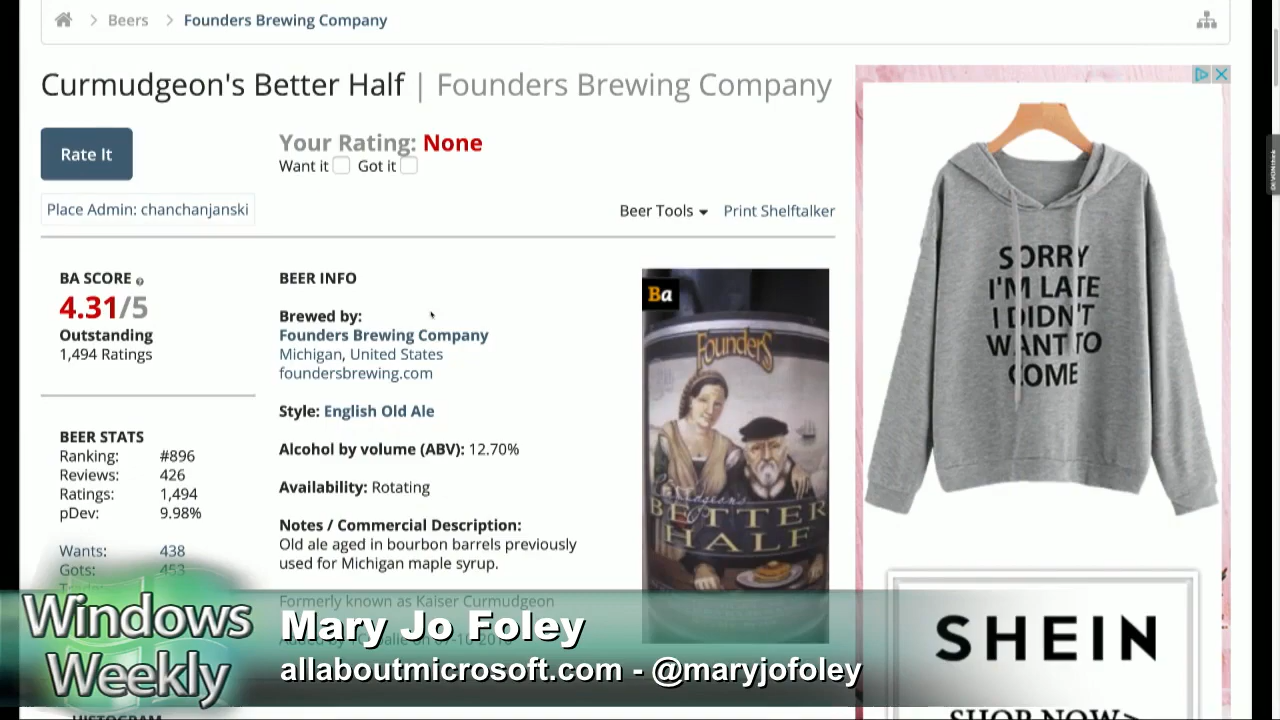 Beers
Founders Brewing Company
Curmudgeon's Better Half | Founders Brewing Company
Rate It
Your Rating: None
Want it
Got it
Place Admin: chanchanjanski
Beer Tools
Print Shelftalker
BA SCORE
4.31/5
Outstanding
1,494 Ratings
BEER STATS
Ranking: #896
Reviews: 426
Ratings: 1,494
pDev: 9.98%
Wants: 438
Gots: 453
HISTOGRAM
BEER INFO
Brewed by:
Founders Brewing Company
Michigan, United States
foundersbrewing.com
Style: English Old Ale
Alcohol by volume (ABV): 12.70%
Availability: Rotating
Notes / Commercial Description:
Old ale aged in bourbon barrels previously
used for Michigan maple syrup.
Formerly known as Kaiser Curmudgeon
Ba
Founders
Curmudgeon's
BETTER
HALF
SORRY
I'M LATE
I DIDN'T
WANT TO
COME
SHEIN
SHOP NOW>
Windows
Weekly
Mary Jo Foley
allaboutmicrosoft.com - @maryjofoley